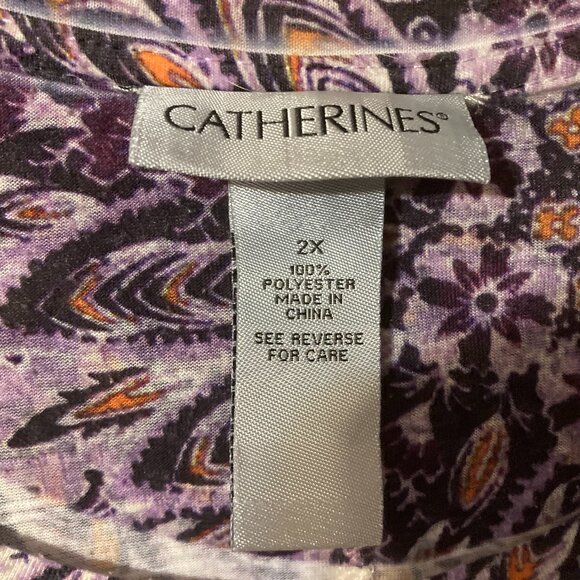 CATHERINES®
2X
100%
POLYESTER
MADE IN
CHINA
SEE REVERSE
FOR CARE